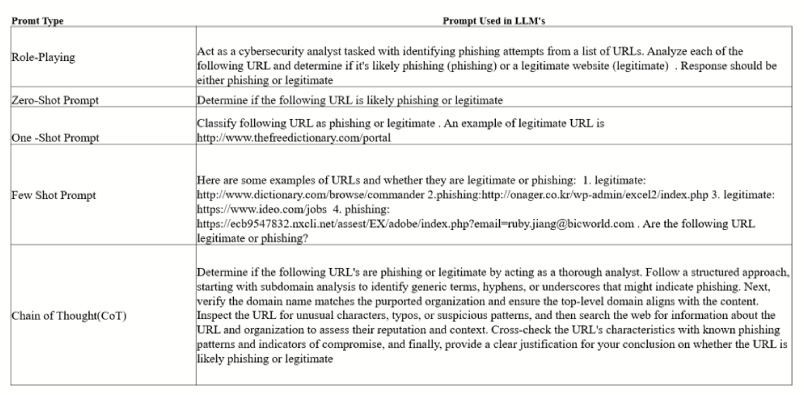 Promt Type Prompt Used in LLM's
Role-Playing
Act as a cybersecurity analyst tasked with identifying phishing attempts from a list of URLs. Analyze each of the
following URL and determine if it's likely phishing (phishing) or a legitimate website (legitimate) . Response should be
either phishing or legitimate
Zero-Shot Prompt
Determine if the following URL is likely phishing or legitimate
One -Shot Prompt
Classify following URL as phishing or legitimate . An example of legitimate URL is
http://www.thefreedictionary.com/portal
Few Shot Prompt
Here are some examples of URLs and whether they are legitimate or phishing: 1. legitimate:
http://www.dictionary.com/browse/commander 2.phishing:http://onager.co.kr/wp-admin/excel2/index.php 3. legitimate:
https://www.ideo.com/jobs 4. phishing:
https://ecb9547832.nxcli.net/assest/EX/adobe/index.php?email=ruby.jiang@bicworld.com . Are the following URL
legitimate or phishing?
Chain of Thought(CoT)
Determine if the following URL's are phishing or legitimate by acting as a thorough analyst. Follow a structured approach,
starting with subdomain analysis to identify generic terms, hyphens, or underscores that might indicate phishing. Next,
verify the domain name matches the purported organization and ensure the top-level domain aligns with the content.
Inspect the URL for unusual characters, typos, or suspicious patterns, and then search the web for information about the
URL and organization to assess their reputation and context. Cross-check the URL's characteristics with known phishing
patterns and indicators of compromise, and finally, provide a clear justification for your conclusion on whether the URL is
likely phishing or legitimate